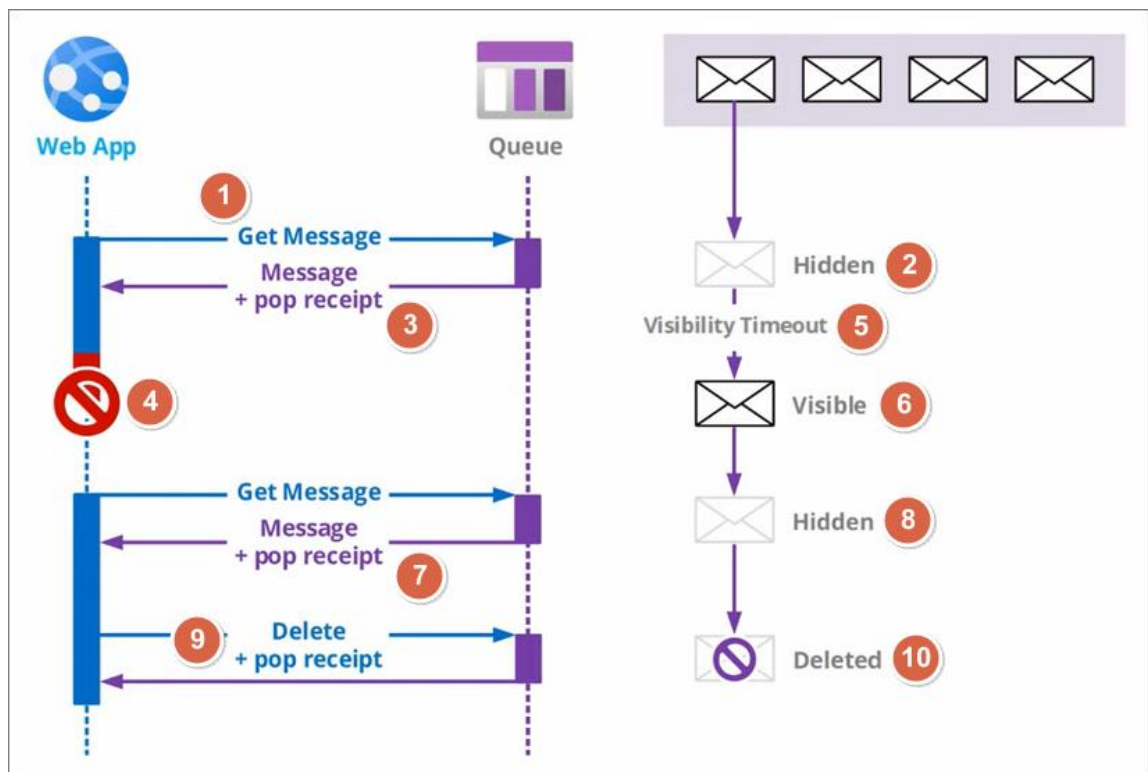 Web App
Queue
1
Get Message
Message
+ pop receipt
3
4
Get Message
Message
+ pop receipt
7
9
Delete
+ pop receipt
Hidden
2
Visibility Timeout
5
Visible
6
Hidden
8
Deleted
10